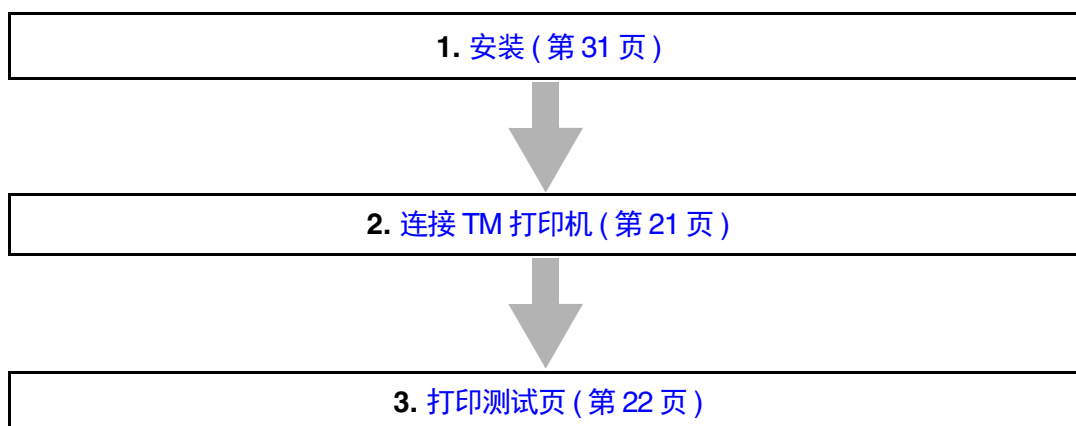 1. 安装 ( 第 31 页 )
2. 连接 TM 打印机 ( 第 21 页 )
3. 打印测试页 ( 第 22 页 )